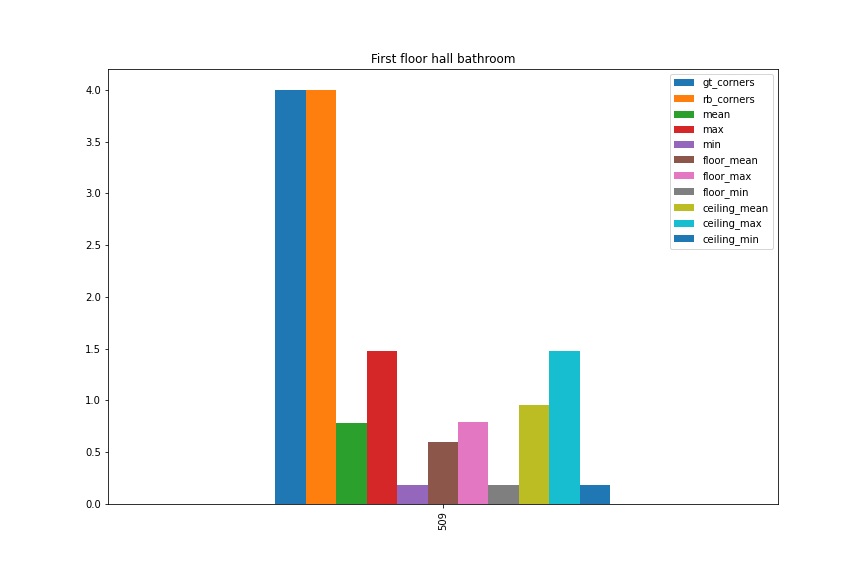 First floor hall bathroom
4.0
3.5
3.0
2.5
2.0
1.5
1.0
0.5
0.0
509
gt_corners
rb_corners
mean
max
min
floor_mean
floor_max
floor_min
ceiling_mean
ceiling_max
ceiling_min